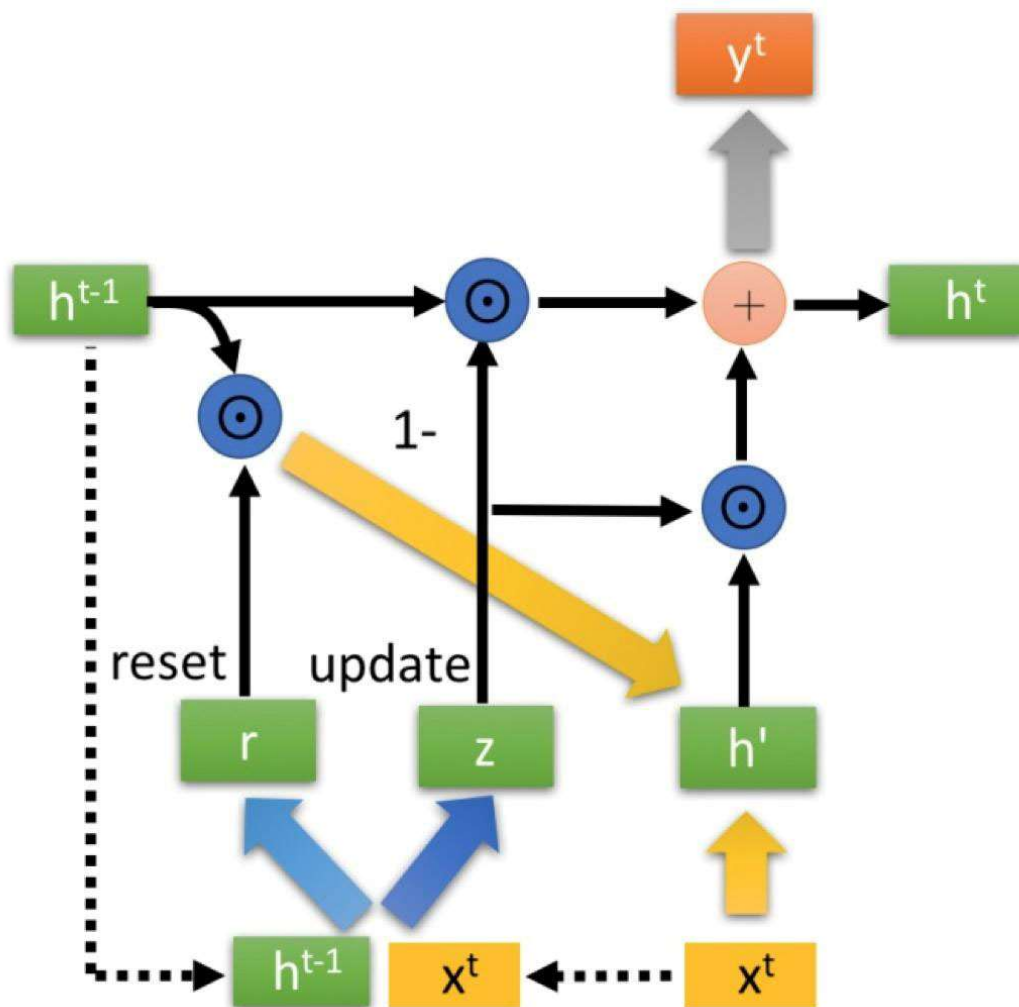 yᵗ
hᵗ⁻¹
⊙
+
hᵗ
⊙
1-
⊙
reset
update
r
z
h'
hᵗ⁻¹
xᵗ
xᵗ